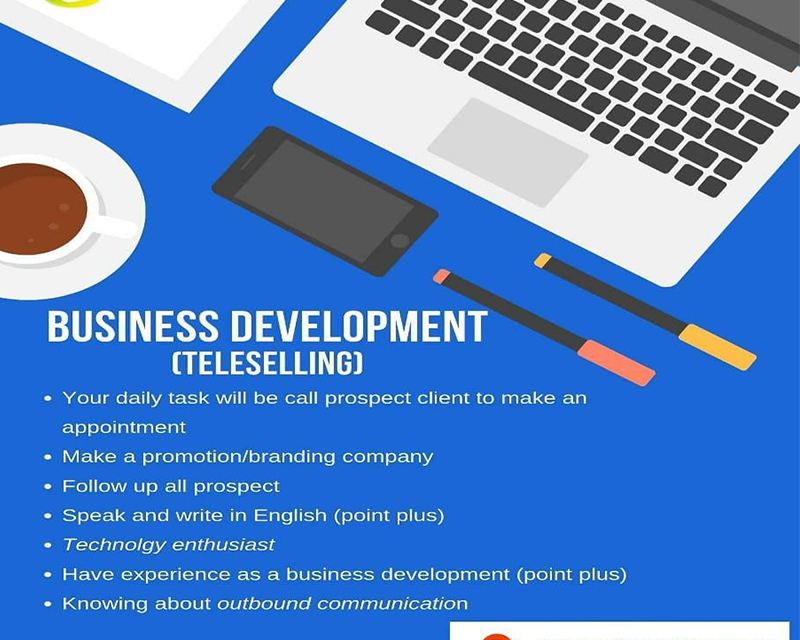 BUSINESS DEVELOPMENT
(TELESELLING)
• Your daily task will be call prospect client to make an
appointment
• Make a promotion/branding company
• Follow up all prospect
• Speak and write in English (point plus)
• Technolgy enthusiast
• Have experience as a business development (point plus)
• Knowing about outbound communication